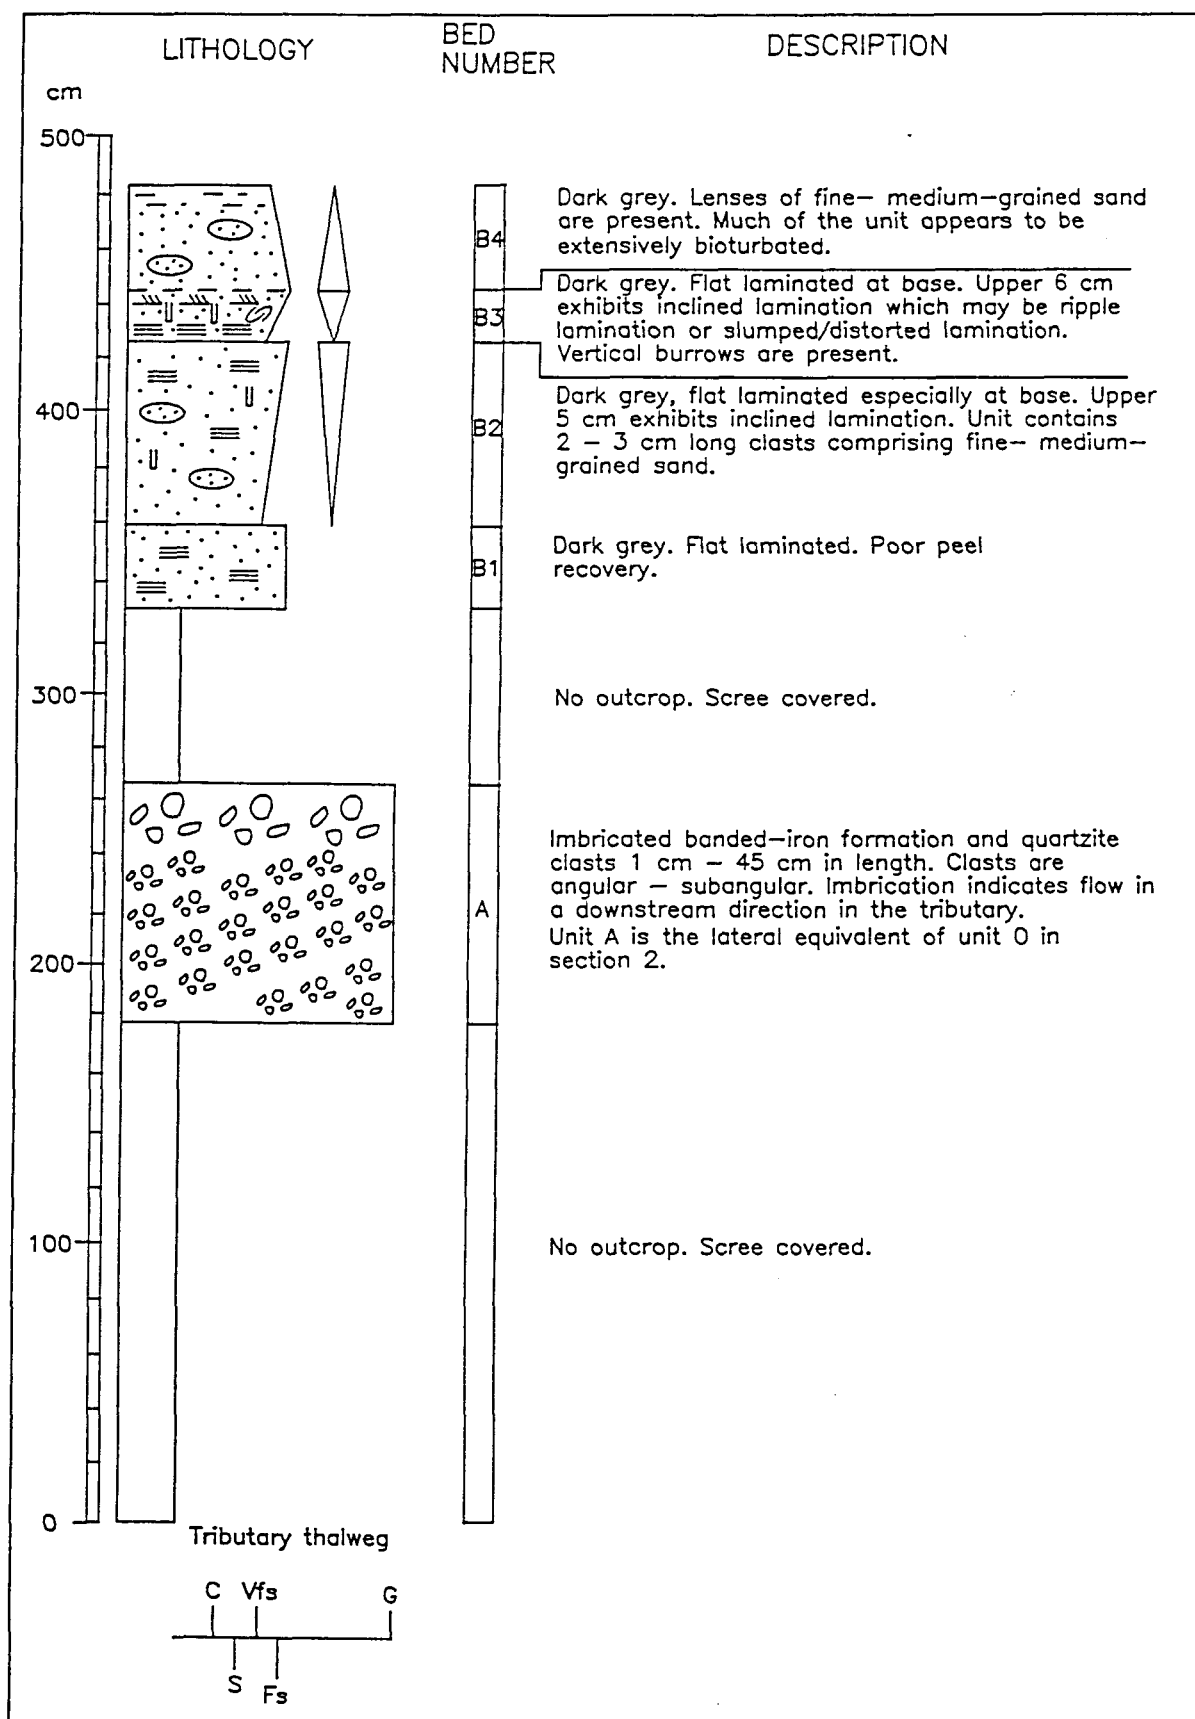 LITHOLOGY
BED
NUMBER
DESCRIPTION
cm
500
400
300
200
100
0
B4
Dark grey. Lenses of fine– medium–grained sand
are present. Much of the unit appears to be
extensively bioturbated.
B3
Dark grey. Flat laminated at base. Upper 6 cm
exhibits inclined lamination which may be ripple
lamination or slumped/distorted lamination.
Vertical burrows are present.
B2
Dark grey, flat laminated especially at base. Upper
5 cm exhibits inclined lamination. Unit contains
2 – 3 cm long clasts comprising fine– medium–
grained sand.
B1
Dark grey. Flat laminated. Poor peel
recovery.
No outcrop. Scree covered.
A
Imbricated banded–iron formation and quartzite
clasts 1 cm – 45 cm in length. Clasts are
angular – subangular. Imbrication indicates flow in
a downstream direction in the tributary.
Unit A is the lateral equivalent of unit 0 in
section 2.
No outcrop. Scree covered.
Tributary thalweg
C Vfs G
S Fs